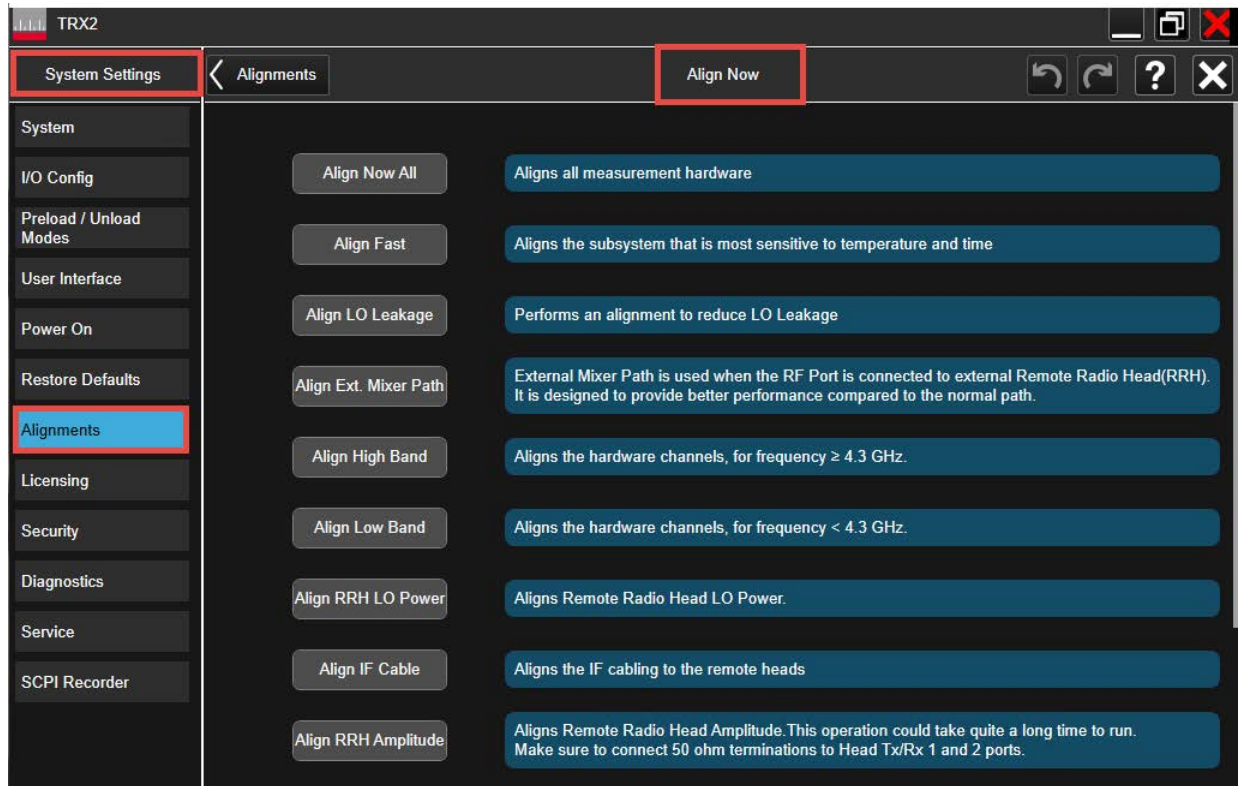 TRX2
System Settings
Alignments
Align Now
?
System
I/O Config
Preload / Unload
Modes
User Interface
Power On
Restore Defaults
Alignments
Licensing
Security
Diagnostics
Service
SCPI Recorder
Align Now All
Aligns all measurement hardware
Align Fast
Aligns the subsystem that is most sensitive to temperature and time
Align LO Leakage
Performs an alignment to reduce LO Leakage
Align Ext. Mixer Path
External Mixer Path is used when the RF Port is connected to external Remote Radio Head(RRH).
It is designed to provide better performance compared to the normal path.
Align High Band
Aligns the hardware channels, for frequency ≥ 4.3 GHz.
Align Low Band
Aligns the hardware channels, for frequency < 4.3 GHz.
Align RRH LO Power
Aligns Remote Radio Head LO Power.
Align IF Cable
Aligns the IF cabling to the remote heads
Align RRH Amplitude
Aligns Remote Radio Head Amplitude.This operation could take quite a long time to run.
Make sure to connect 50 ohm terminations to Head Tx/Rx 1 and 2 ports.